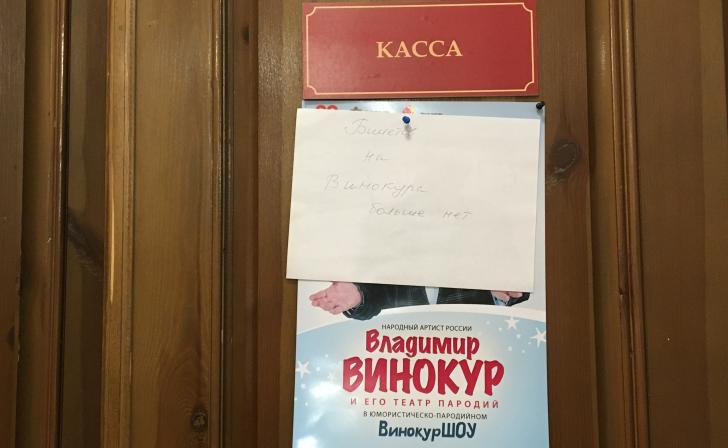 КАССА
Билетов
на
Винокура
больше нет
НАРОДНЫЙ АРТИСТ РОССИИ
Владимир
ВИНОКУР
И ЕГО ТЕАТР ПАРОДИЙ
В ЮМОРИСТИЧЕСКО-ПАРОДИЙНОМ
ВинокурШОУ